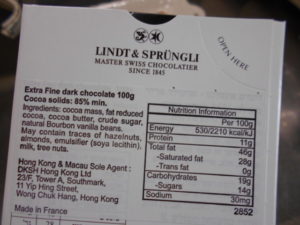 LINDT & SPRÜNGLI
MASTER SWISS CHOCOLATIER
SINCE 1845
OPEN HERE
Extra Fine dark chocolate 100g
Cocoa solids: 85% min.
Ingredients: cocoa mass, fat reduced
cocoa, cocoa butter, crude sugar,
natural Bourbon vanilla beans.
May contain traces of hazelnuts,
almonds, emulsifier (soya lecithin),
milk, tree nuts.
Hong Kong & Macau Sole Agent :
DKSH Hong Kong Ltd
23/F, Tower A, Southmark,
11 Yip Hing Street,
Wong Chuk Hang, Hong Kong
Made in France
Nutrition Information
Per 100g
Energy 530/2210 kcal/kJ
Protein 11g
Total fat 46g
-Saturated fat 28g
-Trans fat 0g
Carbohydrates 19g
-Sugars 14g
Sodium 30mg
2852